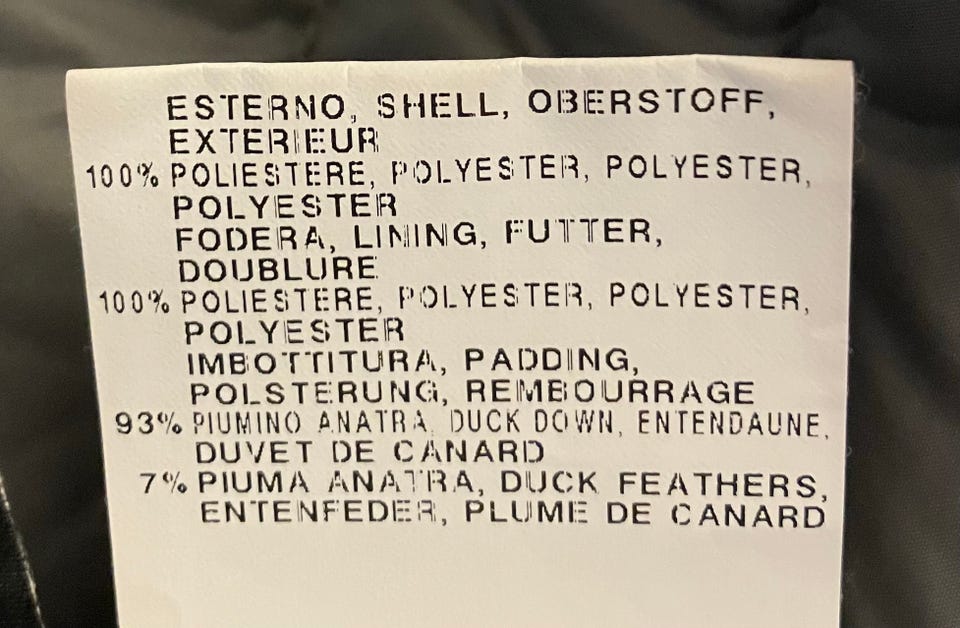 ESTERNO, SHELL, OBERSTOFF,
EXTERIEUR
100% POLIESTERE, POLYESTER, POLYESTER,
POLYESTER
FODERA, LINING, FUTTER,
DOUBLURE
100% POLIESTERE, POLYESTER, POLYESTER,
POLYESTER
IMBOTTITURA, PADDING,
POLSTERUNG, REMBOURRAGE
93% PIUMINO ANATRA, DUCK DOWN, ENTENDAUNE,
DUVET DE CANARD
7% PIUMA ANATRA, DUCK FEATHERS,
ENTENFEDER, PLUME DE CANARD